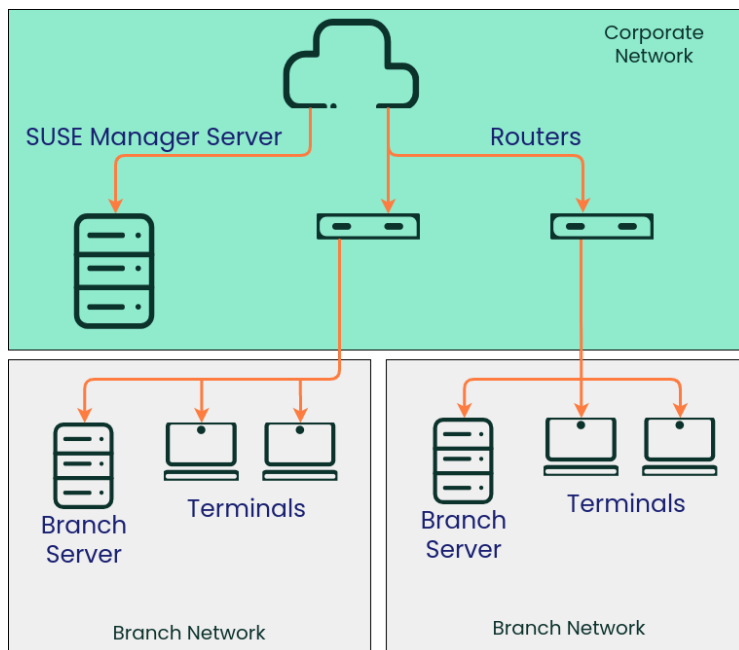 Corporate
Network
SUSE Manager Server
Routers
Terminals
Branch
Server
Branch Network
Terminals
Branch
Server
Branch Network